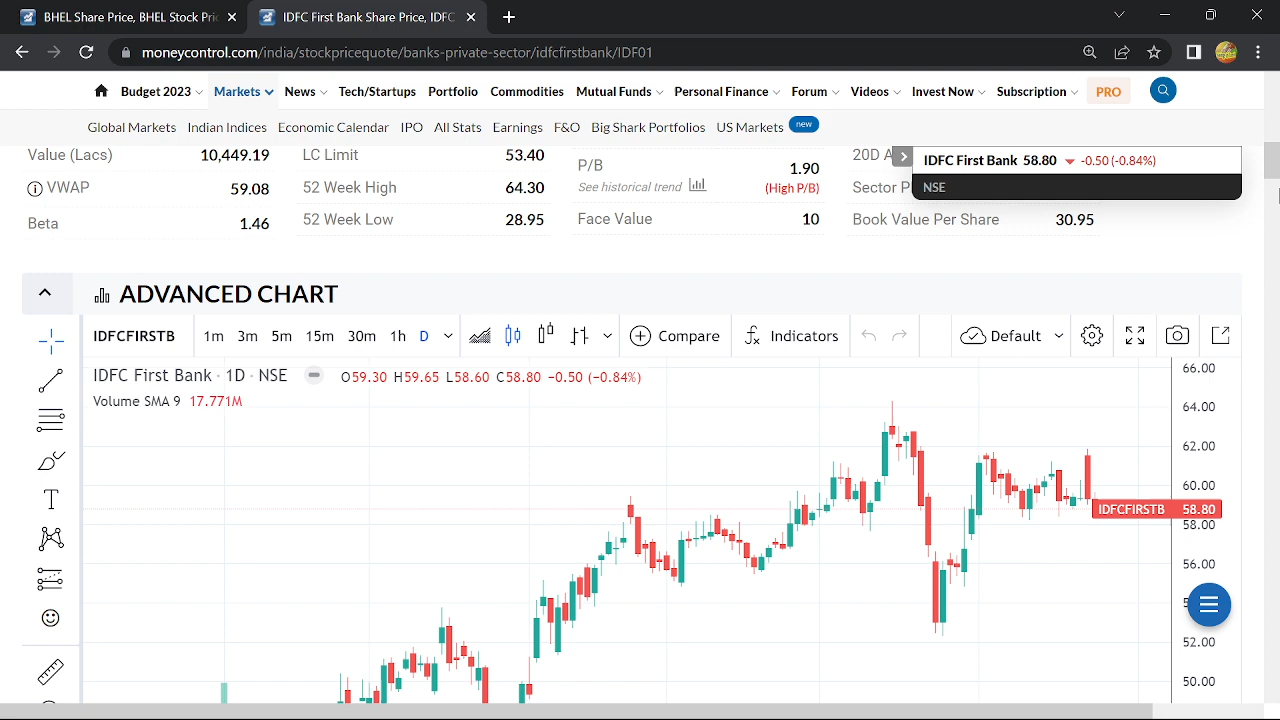 BHEL Share Price, BHEL Stock Pric
IDFC First Bank Share Price, IDFC
moneycontrol.com/india/stockpricequote/banks-private-sector/idfcfirstbank/IDF01
Budget 2023 Markets News Tech/Startups Portfolio Commodities Mutual Funds Personal Finance Forum Videos Invest Now Subscription PRO
Global Markets Indian Indices Economic Calendar IPO All Stats Earnings F&O Big Shark Portfolios US Markets new
Value (Lacs) 10,449.19 LC Limit 53.40 P/B 1.90 20D A
IDFC First Bank 58.80 -0.50 (-0.84%)
VWAP 59.08 52 Week High 64.30 See historical trend (High P/B) Sector P
NSE
Beta 1.46 52 Week Low 28.95 Face Value 10 Book Value Per Share 30.95
ADVANCED CHART
IDFCFIRSTB 1m 3m 5m 15m 30m 1h D Compare Indicators Default
IDFC First Bank · 1D · NSE O59.30 H59.65 L58.60 C58.80 -0.50 (-0.84%)
Volume SMA 9 17.771M
66.00
64.00
62.00
60.00
IDFCFIRSTB 58.80
58.00
56.00
52.00
50.00